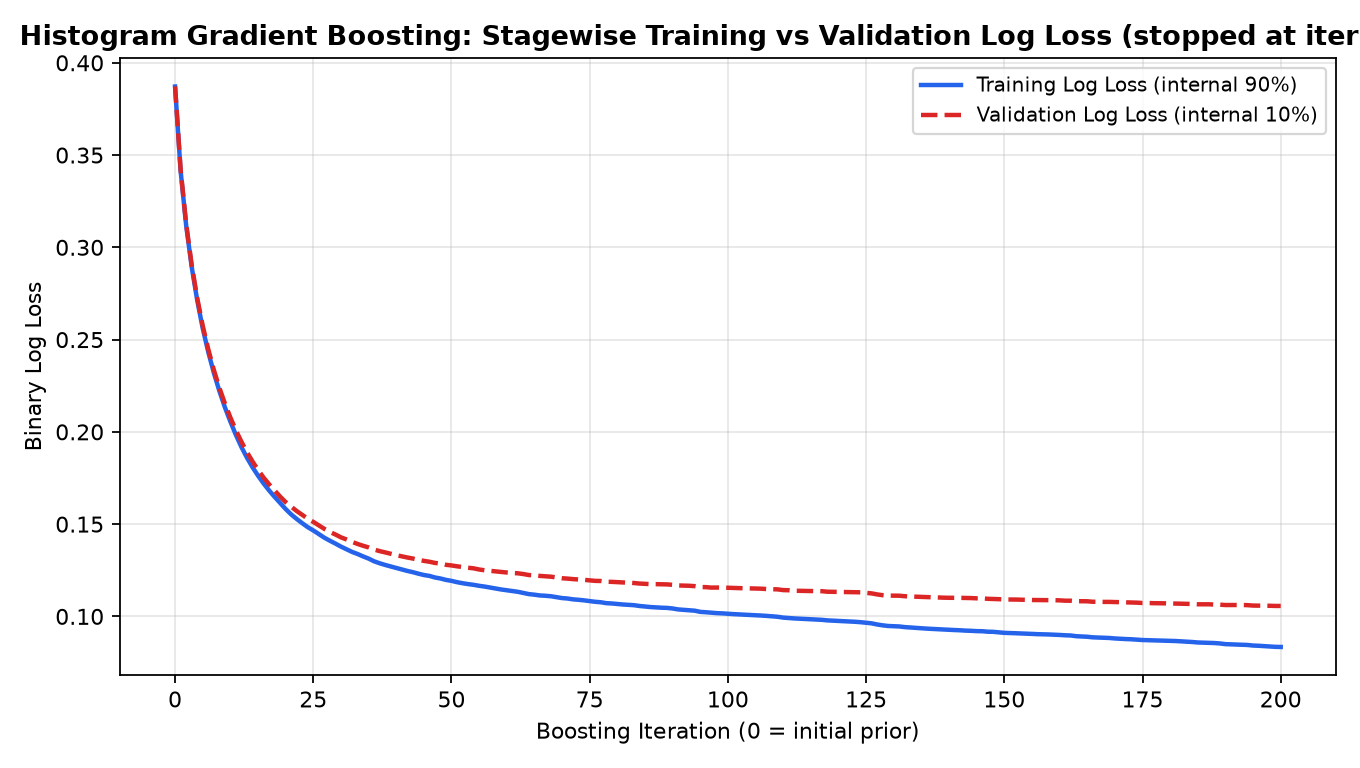 Histogram Gradient Boosting: Stagewise Training vs Validation Log Loss (stopped at iter
Training Log Loss (internal 90%)
Validation Log Loss (internal 10%)
Binary Log Loss
0.40
0.35
0.30
0.25
0.20
0.15
0.10
0 25 50 75 100 125 150 175 200
Boosting Iteration (0 = initial prior)